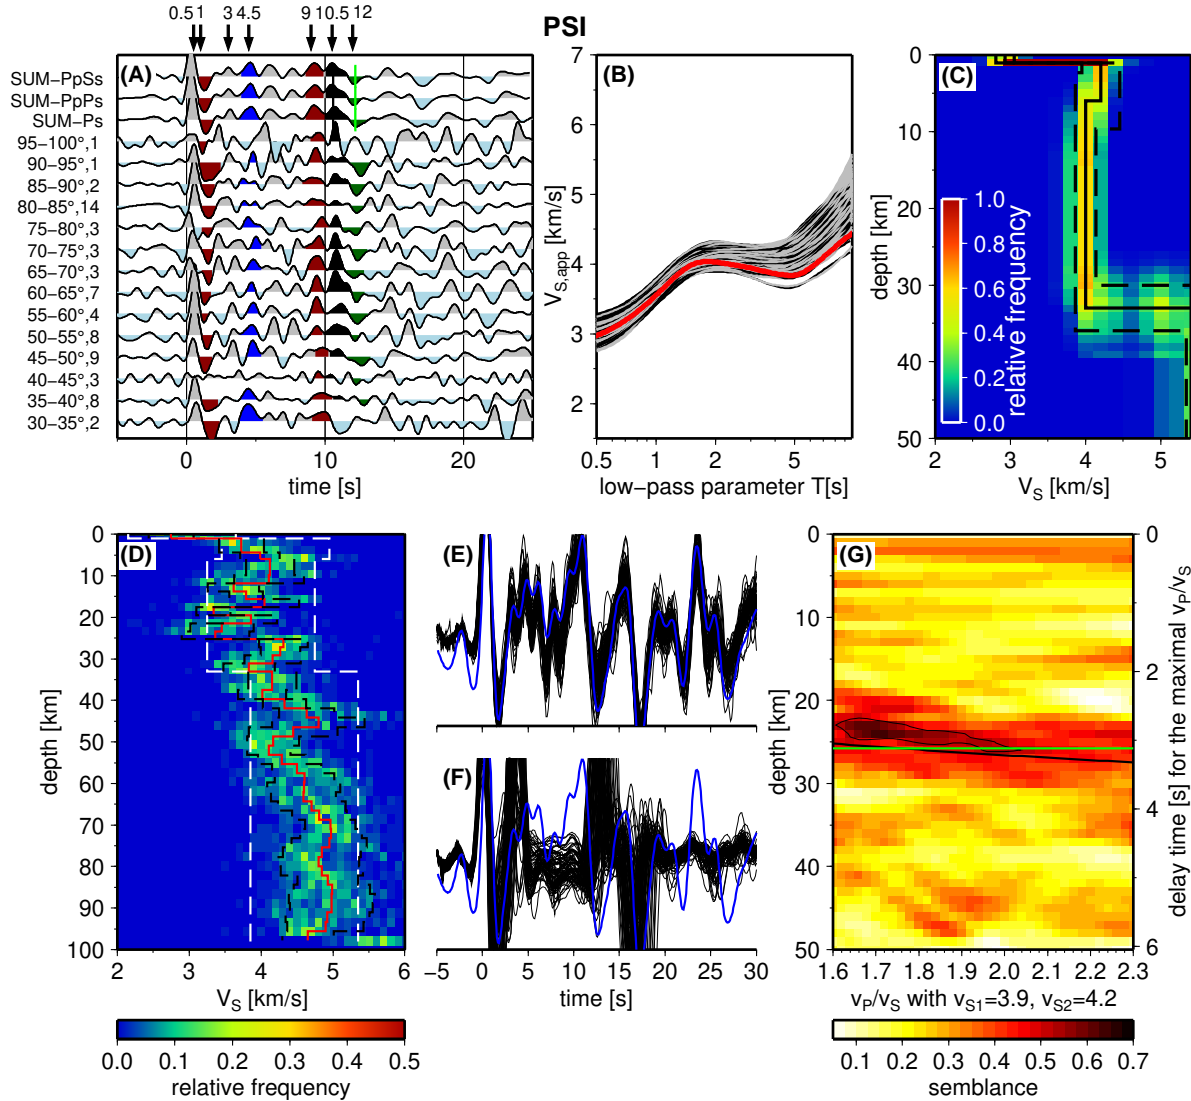 PSI
0.5 1 3 4.5 9 10.5 12
(A)
SUM−PpSs
SUM−PpPs
SUM−Ps
95−100°,1
90−95°,1
85−90°,2
80−85°,14
75−80°,3
70−75°,3
65−70°,3
60−65°,7
55−60°,4
50−55°,8
45−50°,9
40−45°,3
35−40°,8
30−35°,2
0 10 20
time [s]
(B)
7
6
5
4
3
2
V_S,app [km/s]
0.5 1 2 5
low−pass parameter T[s]
(C)
0
10
20
30
40
50
depth [km]
1.0
0.8
0.6
0.4
0.2
0.0
relative frequency
2 3 4 5
V_S [km/s]
(D)
0
10
20
30
40
50
60
70
80
90
100
depth [km]
2 3 4 5 6
V_S [km/s]
0.0 0.1 0.2 0.3 0.4 0.5
relative frequency
(E)
(F)
−5 0 5 10 15 20 25 30
time [s]
(G)
0
10
20
30
40
50
depth [km]
0
2
4
6
delay time [s] for the maximal v_P/v_S
1.6 1.7 1.8 1.9 2.0 2.1 2.2 2.3
v_P/v_S with v_S1=3.9, v_S2=4.2
0.1 0.2 0.3 0.4 0.5 0.6 0.7
semblance